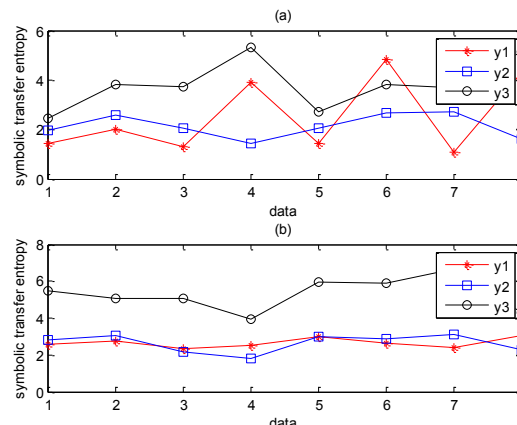 (a)
symbolic transfer entropy
6
4
2
0
y1
y2
y3
1 2 3 4 5 6 7
data
(b)
symbolic transfer entropy
8
6
4
2
0
y1
y2
y3
1 2 3 4 5 6 7
data